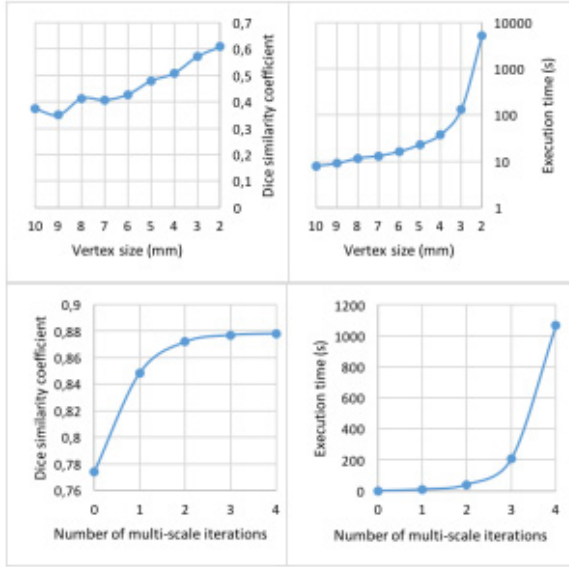 0,7
0,6
0,5
0,4
0,3
0,2
0,1
0
Dice similarity coefficient
10 9 8 7 6 5 4 3 2
Vertex size (mm)
10000
1000
100
10
1
Execution time (s)
10 9 8 7 6 5 4 3 2
Vertex size (mm)
Dice similarity coefficient
0,9
0,88
0,86
0,84
0,82
0,8
0,78
0,76
0 1 2 3 4
Number of multi-scale iterations
Execution time (s)
1200
1000
800
600
400
200
0
0 1 2 3 4
Number of multi-scale iterations